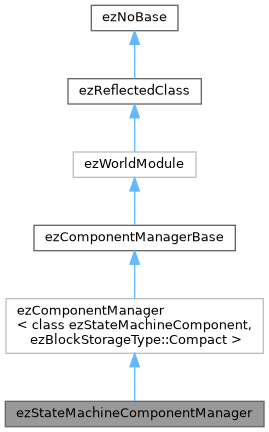 ezNoBase
ezReflectedClass
ezWorldModule
ezComponentManagerBase
ezComponentManager
< class ezStateMachineComponent,
ezBlockStorageType::Compact >
ezStateMachineComponentManager